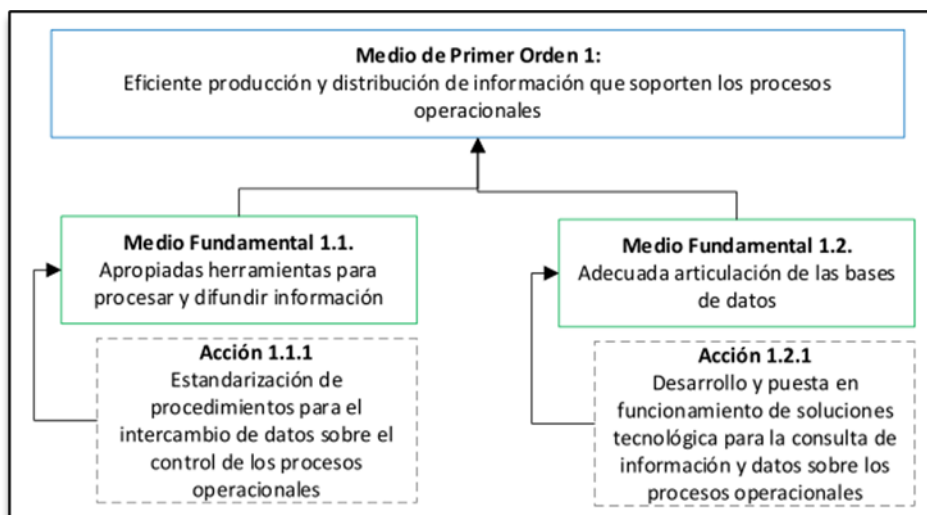 Medio de Primer Orden 1:
Eficiente producción y distribución de información que soporten los procesos
operacionales
Medio Fundamental 1.1.
Apropiadas herramientas para
procesar y difundir información
Medio Fundamental 1.2.
Adecuada articulación de las bases
de datos
Acción 1.1.1
Estandarización de
procedimientos para el
intercambio de datos sobre el
control de los procesos
operacionales
Acción 1.2.1
Desarrollo y puesta en
funcionamiento de soluciones
tecnológica para la consulta de
información y datos sobre los
procesos operacionales